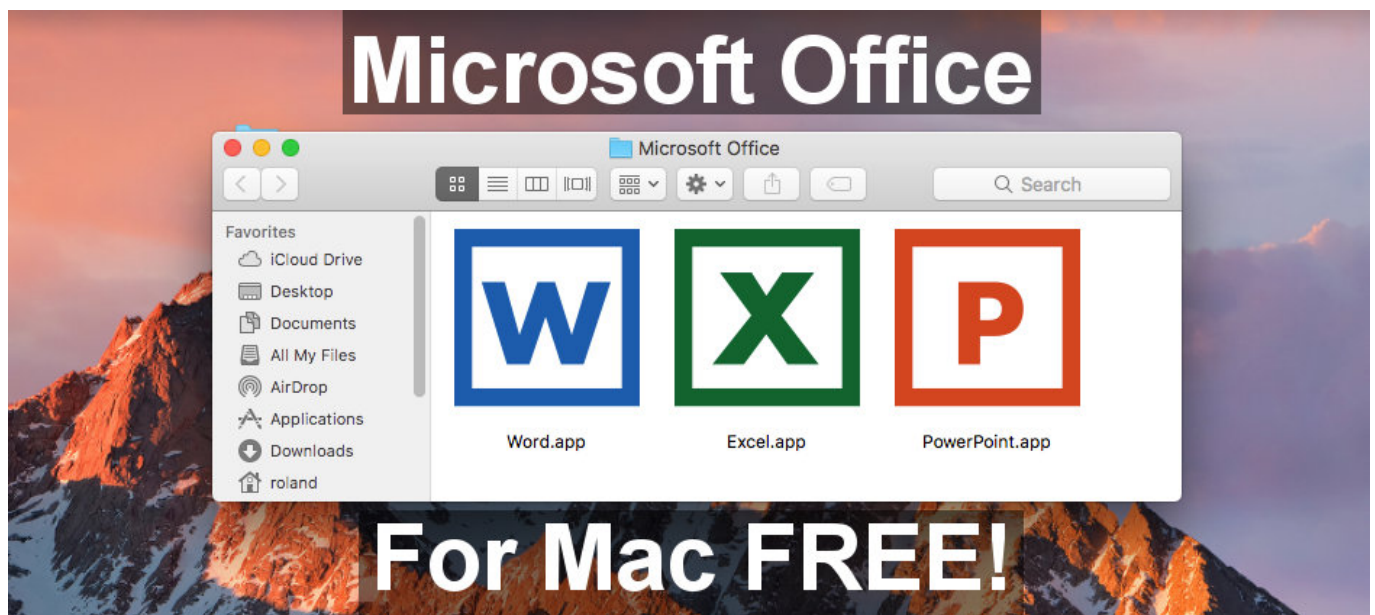 Microsoft Office
Microsoft Office
Search
Favorites
iCloud Drive
Desktop
Documents
All My Files
AirDrop
Applications
Downloads
roland
W X P
Word.app Excel.app PowerPoint.app
For Mac FREE!